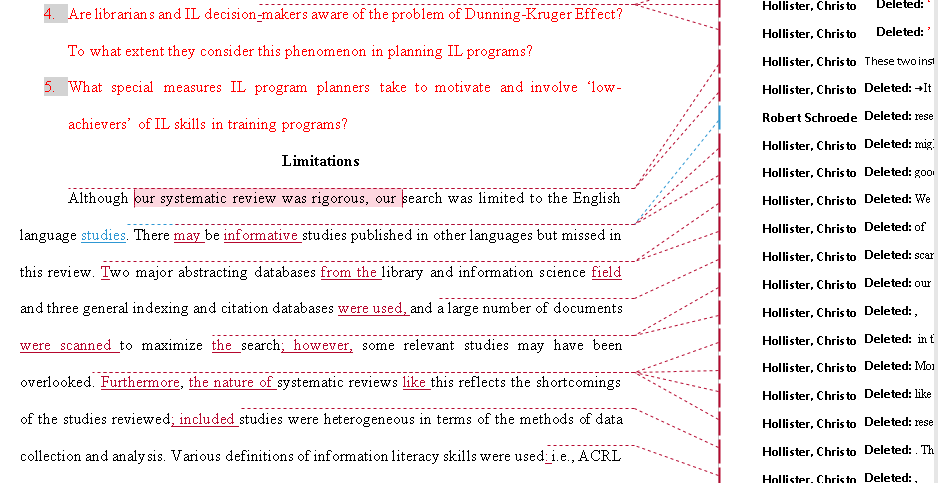 4. Are librarians and IL decision-makers aware of the problem of Dunning-Kruger Effect?
To what extent they consider this phenomenon in planning IL programs?
5. What special measures IL program planners take to motivate and involve ‘low-
achievers’ of IL skills in training programs?
Limitations
Although our systematic review was rigorous, our search was limited to the English
language studies. There may be informative studies published in other languages but missed in
this review. Two major abstracting databases from the library and information science field
and three general indexing and citation databases were used, and a large number of documents
were scanned to maximize the search; however, some relevant studies may have been
overlooked. Furthermore, the nature of systematic reviews like this reflects the shortcomings
of the studies reviewed; included studies were heterogeneous in terms of the methods of data
collection and analysis. Various definitions of information literacy skills were used: i.e., ACRL
Hollister, Christo Deleted: '
Hollister, Christo Deleted: ’
Hollister, Christo These two inst
Hollister, Christo Deleted: →It
Robert Schroede Deleted: rese
Hollister, Christo Deleted: mig
Hollister, Christo Deleted: goo
Hollister, Christo Deleted: We
Hollister, Christo Deleted: of
Hollister, Christo Deleted: scar
Hollister, Christo Deleted: our
Hollister, Christo Deleted: ,
Hollister, Christo Deleted: in t
Hollister, Christo Deleted: Mor
Hollister, Christo Deleted: like
Hollister, Christo Deleted: rese
Hollister, Christo Deleted: . Th
Hollister, Christo Deleted: ,